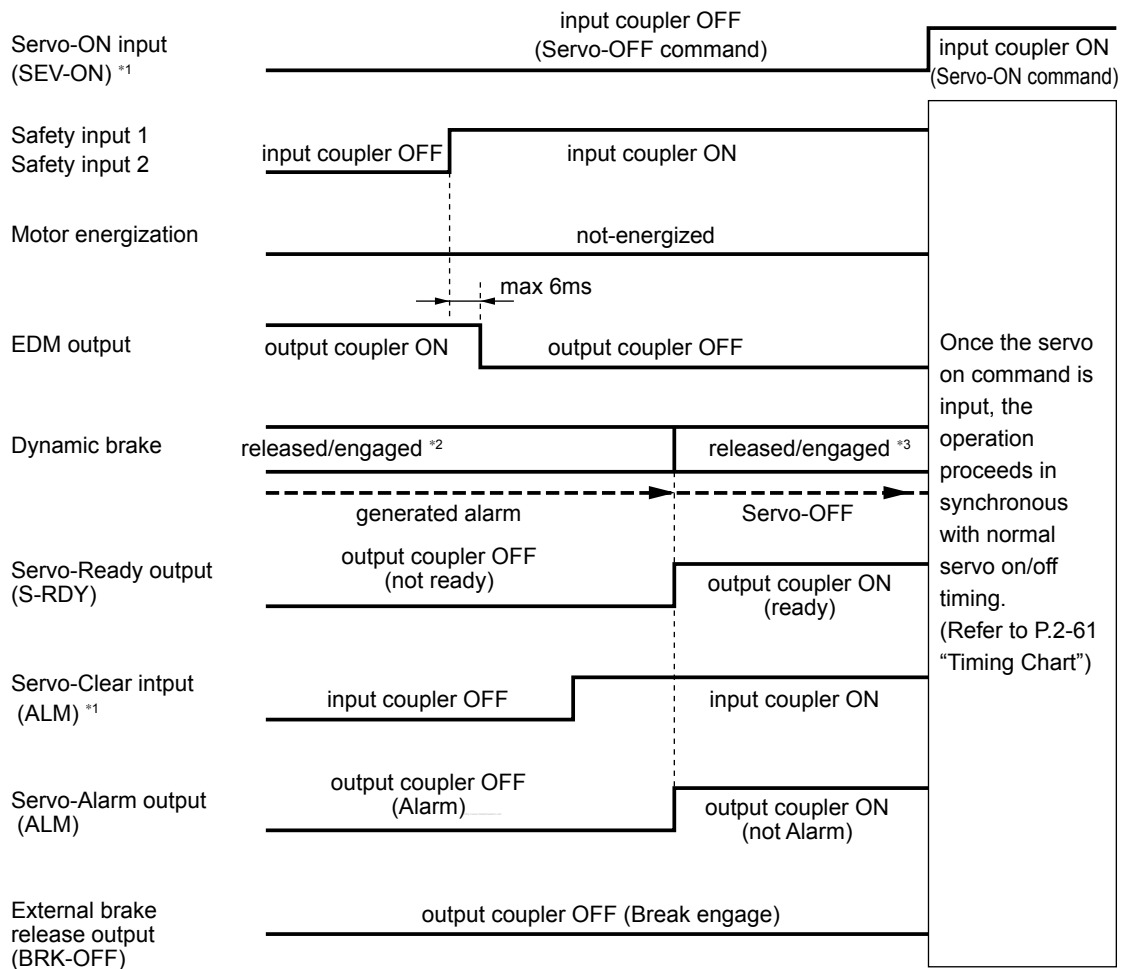 input coupler OFF
(Servo-OFF command)
Servo-ON input
(SEV-ON) *1
input coupler ON
(Servo-ON command)
Safety input 1
Safety input 2
input coupler OFF
input coupler ON
Motor energization
not-energized
max 6ms
EDM output
output coupler ON
output coupler OFF
Dynamic brake
released/engaged *2
released/engaged *3
generated alarm
Servo-OFF
Servo-Ready output
(S-RDY)
output coupler OFF
(not ready)
output coupler ON
(ready)
Servo-Clear intput
(ALM) *1
input coupler OFF
input coupler ON
Servo-Alarm output
(ALM)
output coupler OFF
(Alarm)
output coupler ON
(not Alarm)
External brake
release output
(BRK-OFF)
output coupler OFF (Break engage)
Once the servo
on command is
input, the
operation
proceeds in
synchronous
with normal
servo on/off
timing.
(Refer to P.2-61
“Timing Chart”)